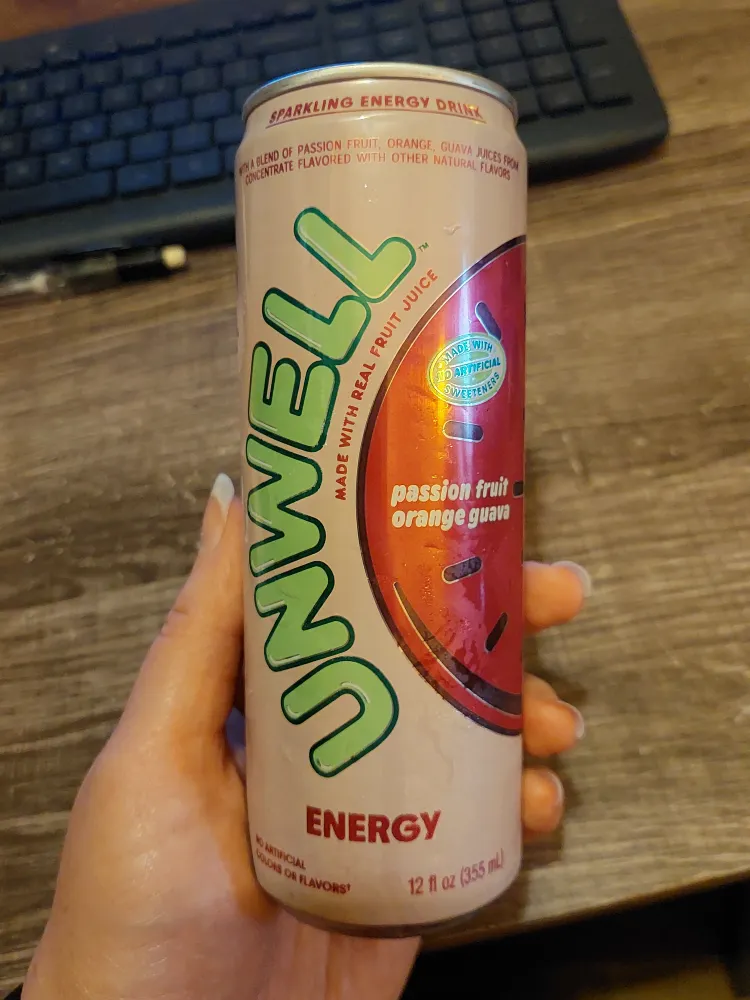 SPARKLING ENERGY DRINK
WITH A BLEND OF PASSION FRUIT, ORANGE, GUAVA JUICES FROM
CONCENTRATE FLAVORED WITH OTHER NATURAL FLAVORS
UNWELL™
MADE WITH REAL FRUIT JUICE
MADE WITH
NO ARTIFICIAL
SWEETENERS
passion fruit
orange guava
ENERGY
NO ARTIFICIAL
COLORS OR FLAVORS†
12 fl oz (355 mL)